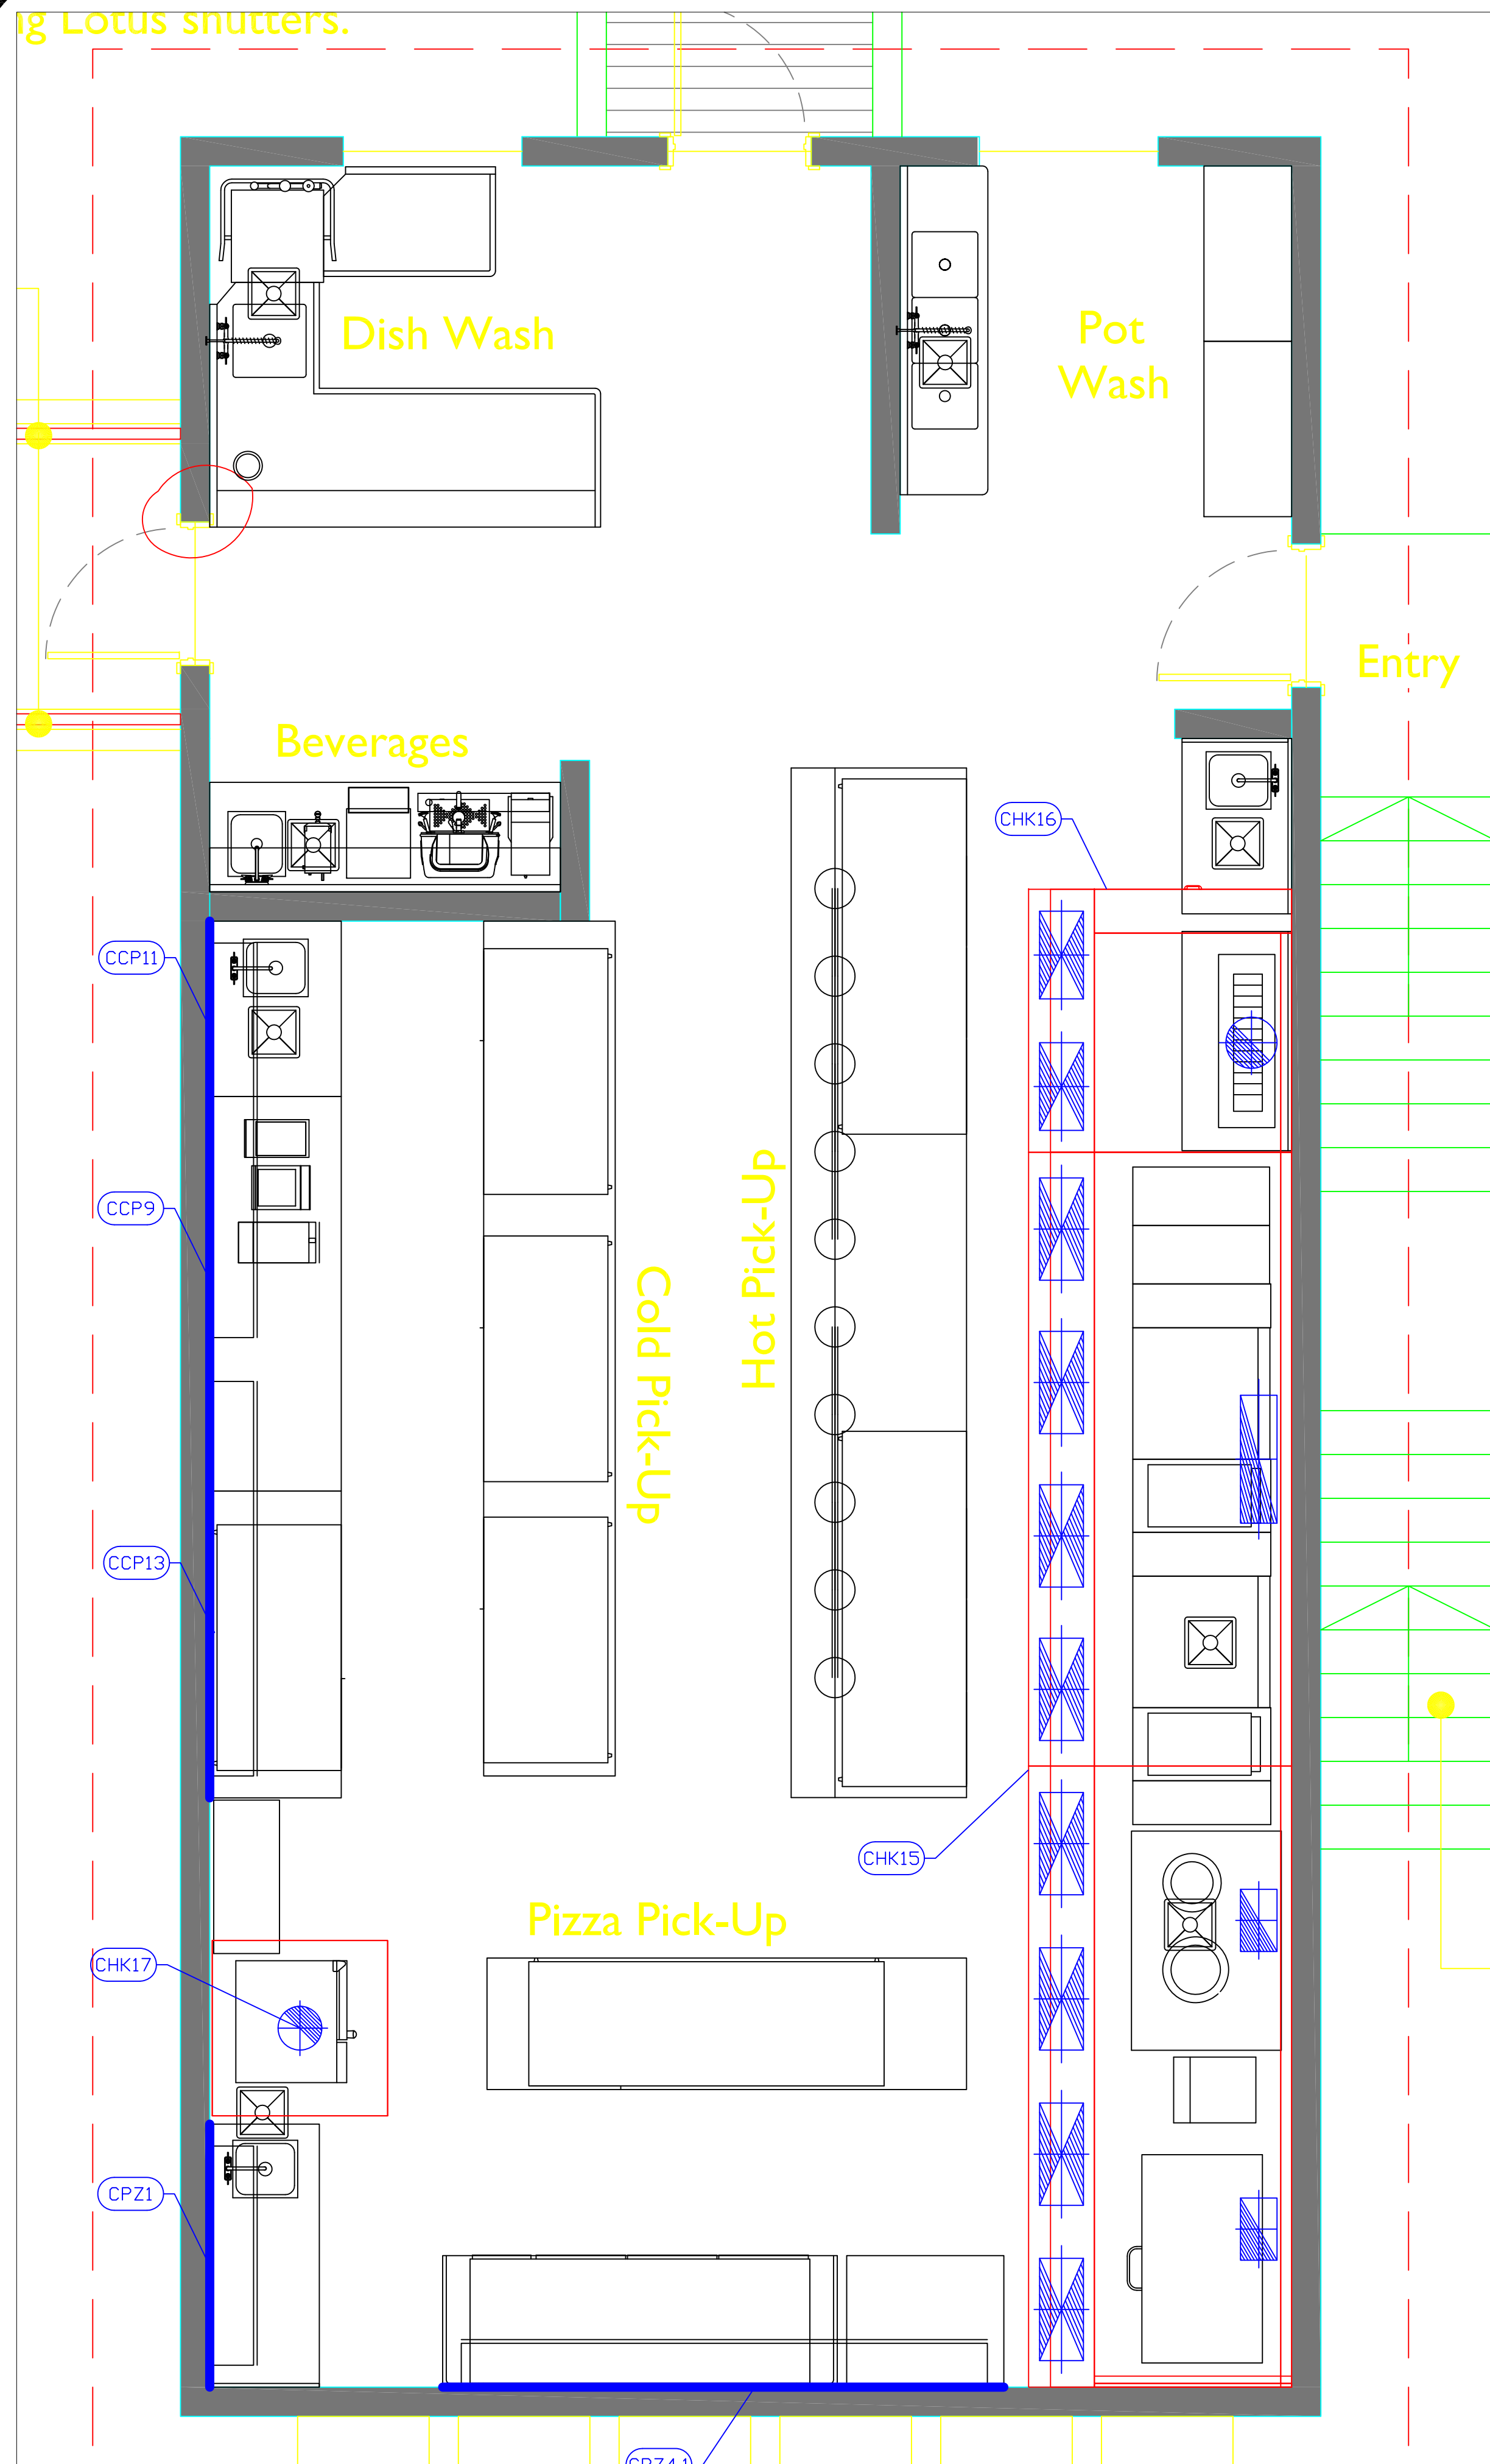 ng Lotus shutters.
Dish Wash
Pot
Wash
Entry
Beverages
CHK16
CCP11
CCP9
Cold Pick-Up
Hot Pick-Up
CCP13
CHK15
Pizza Pick-Up
CHK17
CPZ1